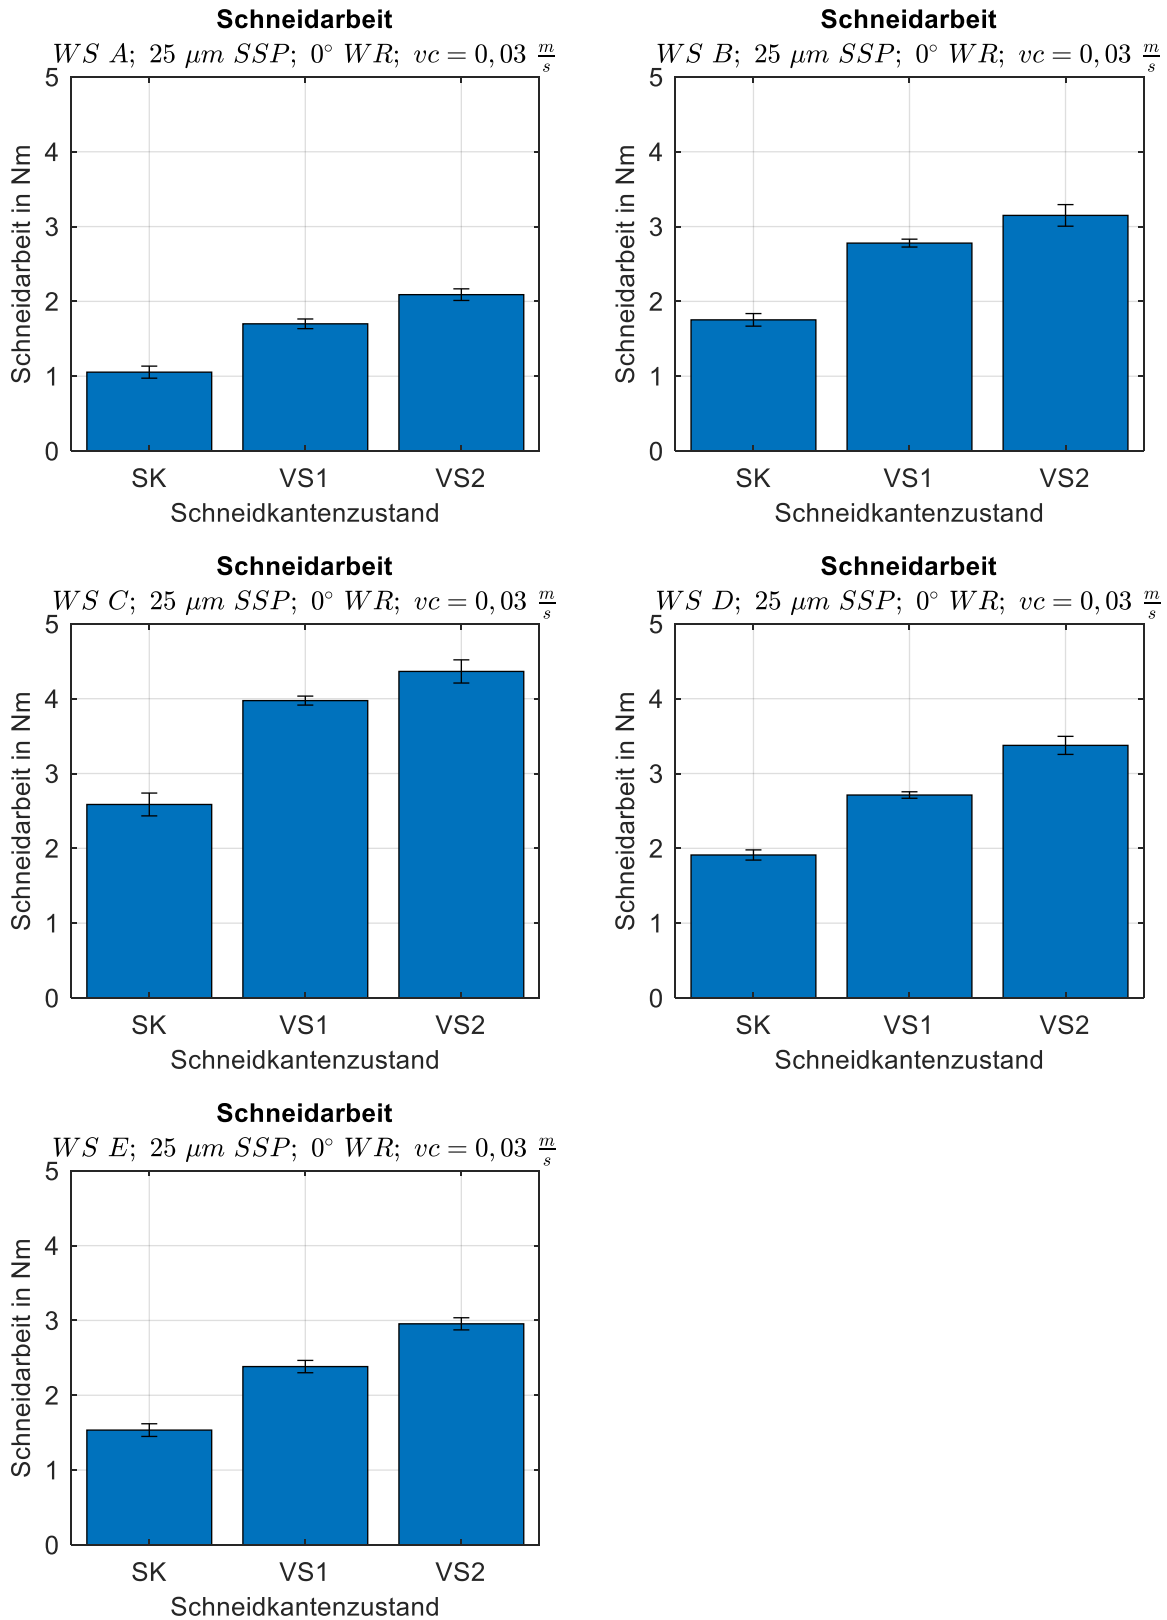 Schneidarbeit
WS A; 25 μm SSP; 0° WR; vc = 0,03 m/s
5
4
3
2
1
0
Schneidarbeit in Nm
SK VS1 VS2
Schneidkantenzustand
Schneidarbeit
WS B; 25 μm SSP; 0° WR; vc = 0,03 m/s
5
4
3
2
1
0
Schneidarbeit in Nm
SK VS1 VS2
Schneidkantenzustand
Schneidarbeit
WS C; 25 μm SSP; 0° WR; vc = 0,03 m/s
5
4
3
2
1
0
Schneidarbeit in Nm
SK VS1 VS2
Schneidkantenzustand
Schneidarbeit
WS D; 25 μm SSP; 0° WR; vc = 0,03 m/s
5
4
3
2
1
0
Schneidarbeit in Nm
SK VS1 VS2
Schneidkantenzustand
Schneidarbeit
WS E; 25 μm SSP; 0° WR; vc = 0,03 m/s
5
4
3
2
1
0
Schneidarbeit in Nm
SK VS1 VS2
Schneidkantenzustand